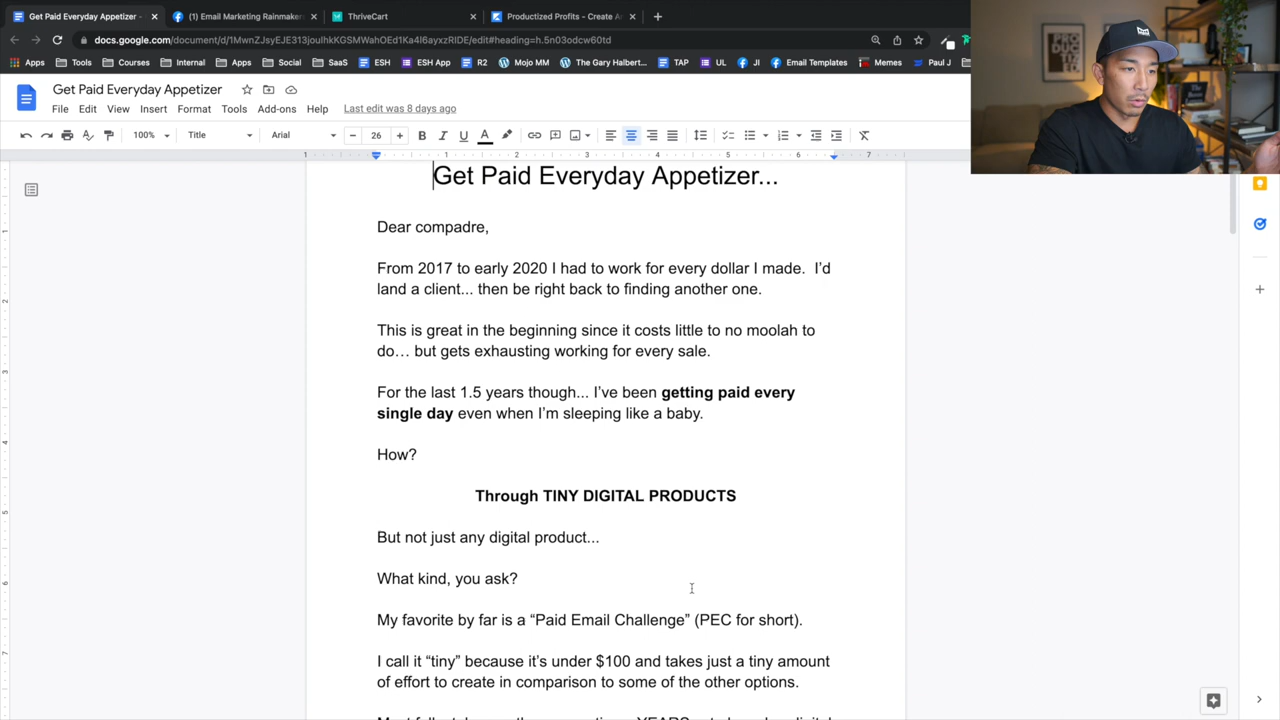 Get Paid Everyday Appetizer -
(1) Email Marketing Rainmaker
ThriveCart
Productized Profits - Create A
docs.google.com/document/d/1MwnZJsyEJE313joulhkKGSMWahOEd1Ka4l6ayxzRIDE/edit#heading=h.5n03odcw60td
Apps Tools Courses Internal Apps Social SaaS ESH ESH App R2 Mojo MM The Gary Halbert... TAP UL JI Email Templates Memes Paul J
Get Paid Everyday Appetizer
File Edit View Insert Format Tools Add-ons Help Last edit was 8 days ago
100% Title Arial 26
1 1 2 3 4 5 6 7
Get Paid Everyday Appetizer...
Dear compadre,
From 2017 to early 2020 I had to work for every dollar I made. I'd
land a client... then be right back to finding another one.
This is great in the beginning since it costs little to no moolah to
do… but gets exhausting working for every sale.
For the last 1.5 years though... I've been getting paid every
single day even when I'm sleeping like a baby.
How?
Through TINY DIGITAL PRODUCTS
But not just any digital product...
What kind, you ask?
My favorite by far is a “Paid Email Challenge” (PEC for short).
I call it “tiny” because it's under $100 and takes just a tiny amount
of effort to create in comparison to some of the other options.